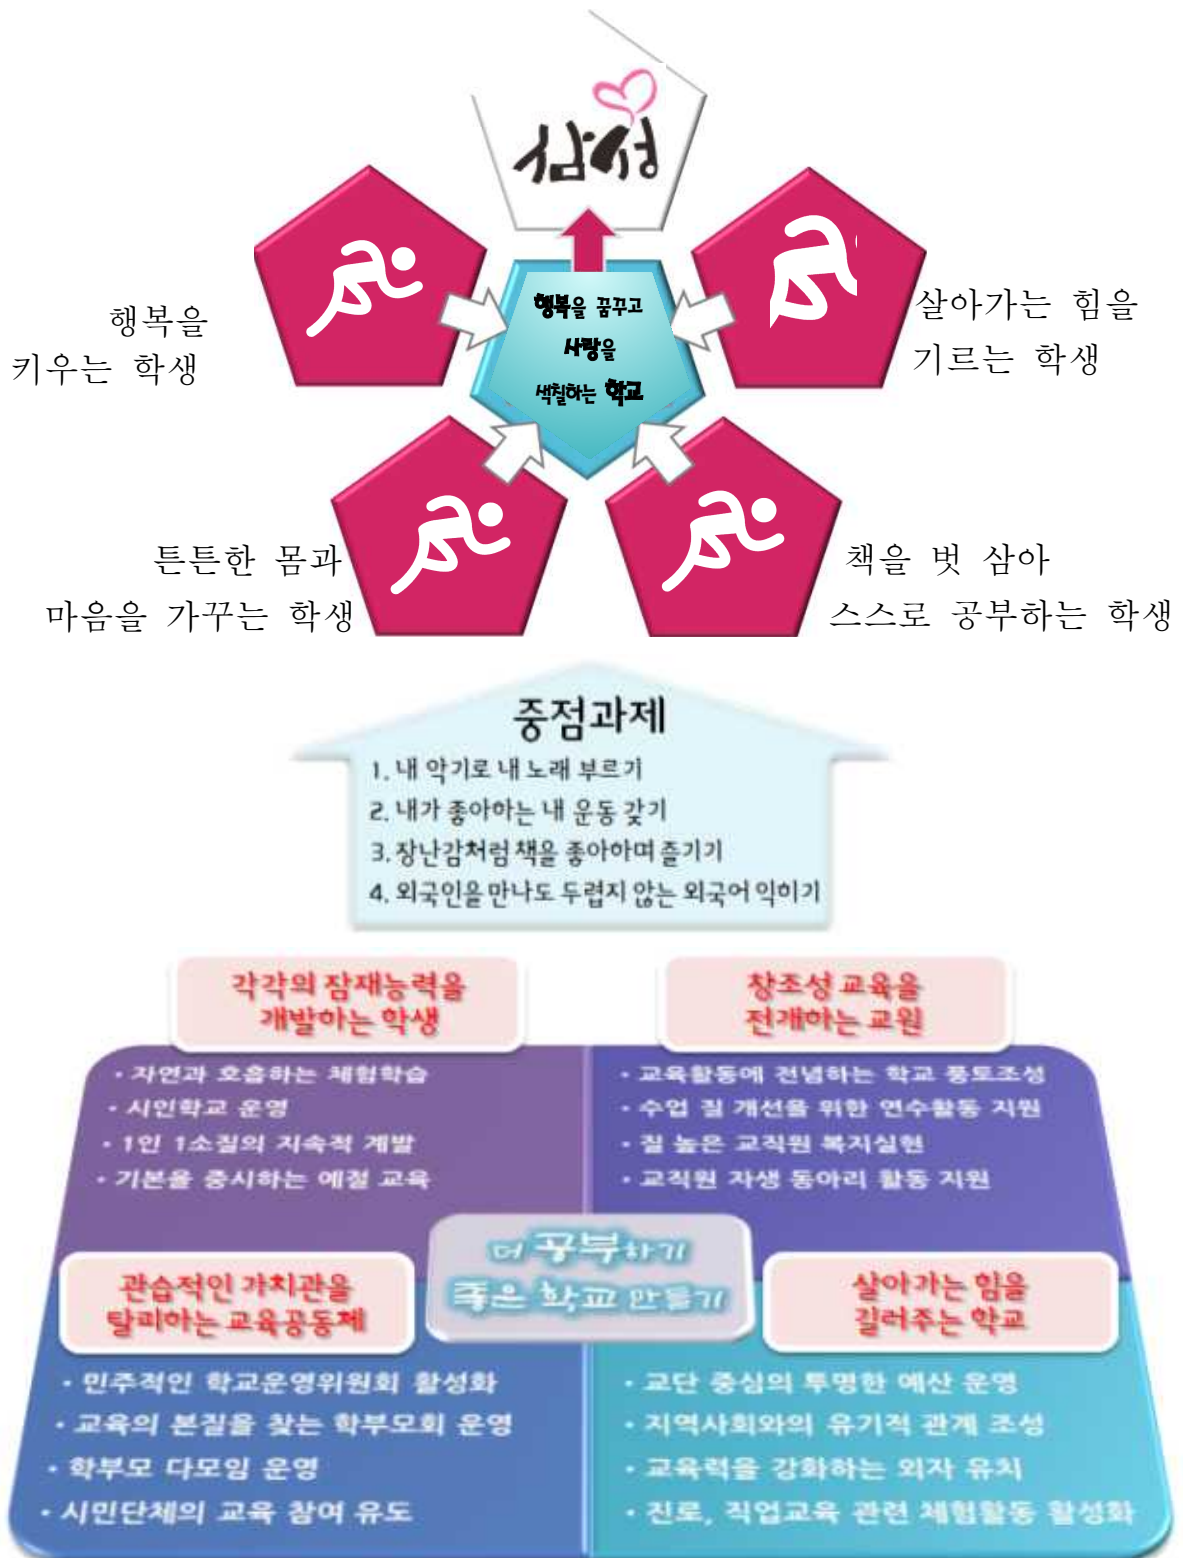 삼성
행복을 꿈꾸고
사랑을
색칠하는 학교
행복을
키우는 학생
살아가는 힘을
기르는 학생
튼튼한 몸과
마음을 가꾸는 학생
책을 벗 삼아
스스로 공부하는 학생
중점과제
1. 내 악기로 내 노래 부르기
2. 내가 좋아하는 내 운동 갖기
3. 장난감처럼 책을 좋아하며 즐기기
4. 외국인을 만나도 두렵지 않는 외국어 익히기
각각의 잠재능력을
개발하는 학생
· 자연과 호흡하는 체험학습
· 시인학교 운영
· 1인 1소질의 지속적 계발
· 기본을 중시하는 예절 교육
창조성 교육을
전개하는 교원
· 교육활동에 전념하는 학교 풍토조성
· 수업 질 개선을 위한 연수활동 지원
· 질 높은 교직원 복지실현
· 교직원 자생 동아리 활동 지원
더 공부하기
좋은 학교 만들기
관습적인 가치관을
탈피하는 교육공동체
· 민주적인 학교운영위원회 활성화
· 교육의 본질을 찾는 학부모회 운영
· 학부모 다모임 운영
· 시민단체의 교육 참여 유도
살아가는 힘을
길러주는 학교
· 교단 중심의 투명한 예산 운영
· 지역사회와의 유기적 관계 조성
· 교육력을 강화하는 외자 유치
· 진로, 직업교육 관련 체험활동 활성화